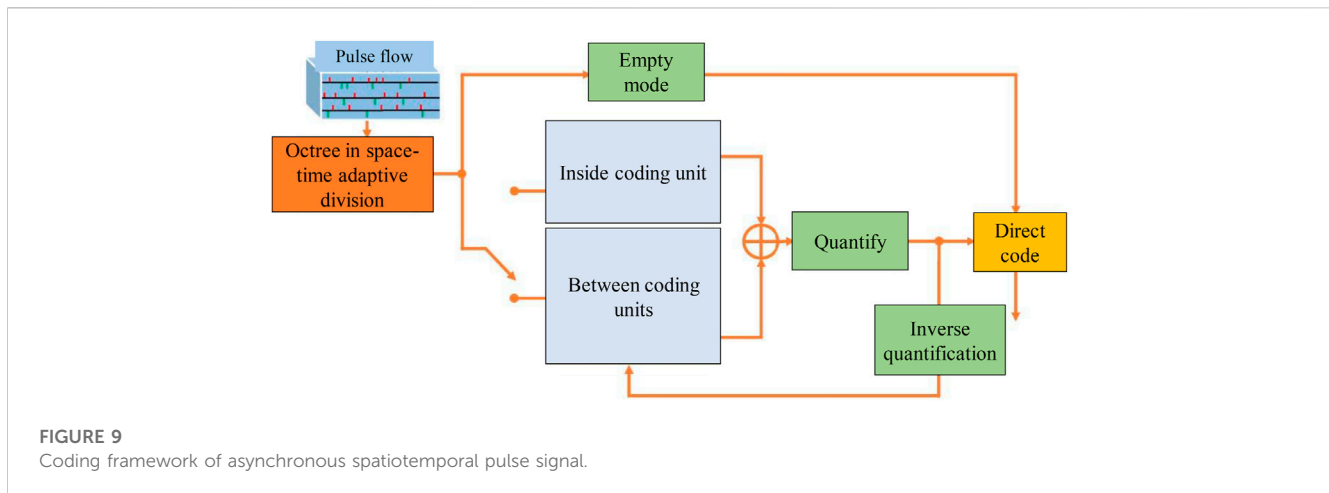 Pulse flow
Empty
mode
Octree in space-
time adaptive
division
Inside coding unit
Between coding
units
Quantify
Direct
code
Inverse
quantification
FIGURE 9
Coding framework of asynchronous spatiotemporal pulse signal.